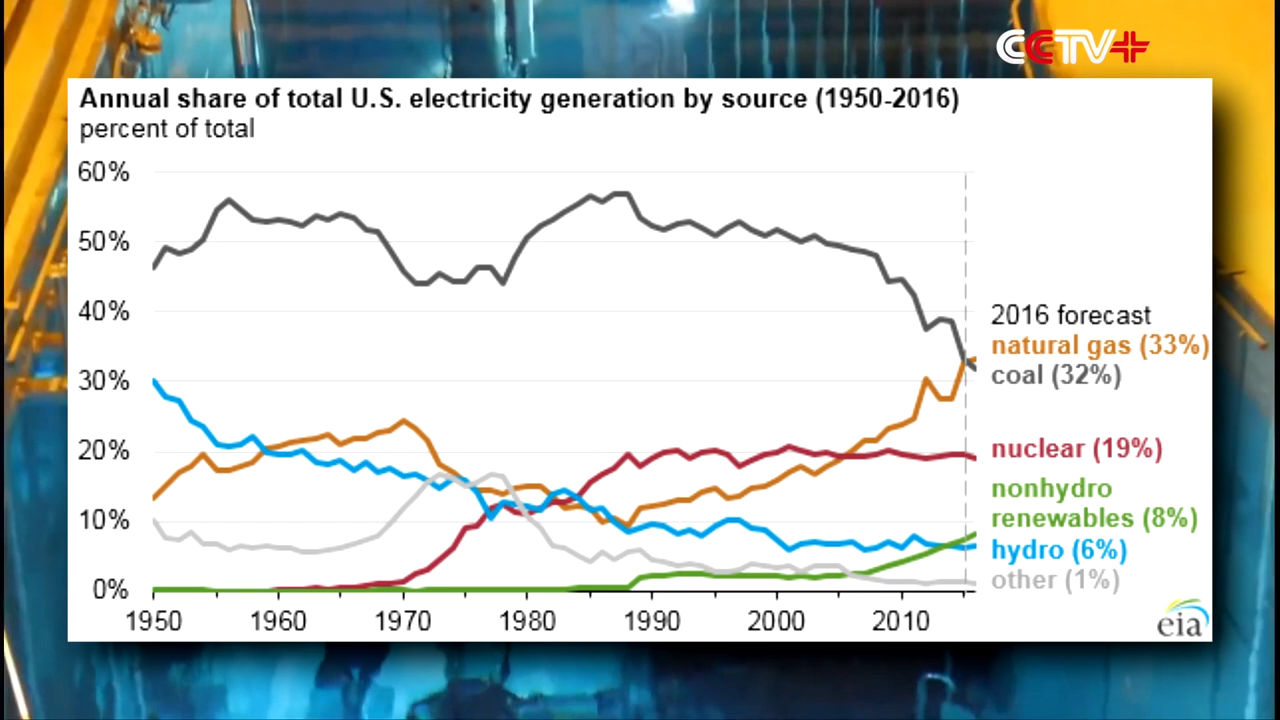 CCTV+
Annual share of total U.S. electricity generation by source (1950-2016)
percent of total
60%
50%
40%
30%
20%
10%
0%
1950 1960 1970 1980 1990 2000 2010
2016 forecast
natural gas (33%)
coal (32%)
nuclear (19%)
nonhydro
renewables (8%)
hydro (6%)
other (1%)
eia